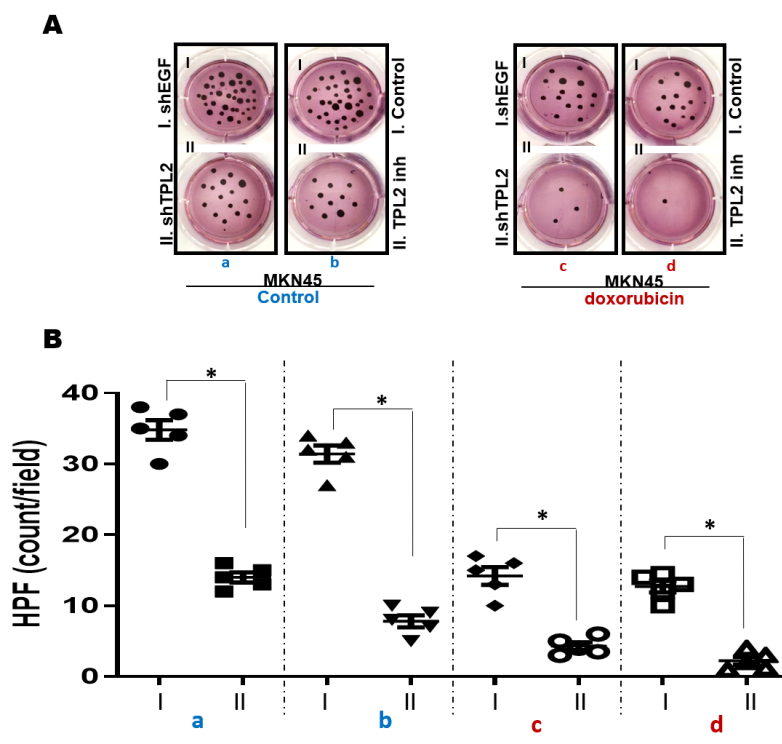 A
I. shEGF
II. shTPL2
I
II
I
II
I. Control
II. TPL2 inh
I.shEGF
II.shTPL2
I
II
I
II
I. Control
II. TPL2 inh
a
b
c
d
MKN45
Control
MKN45
doxorubicin
B
HPF (count/field)
40
30
20
10
0
*
*
*
*
I
II
I
II
I
II
I
II
a
b
c
d